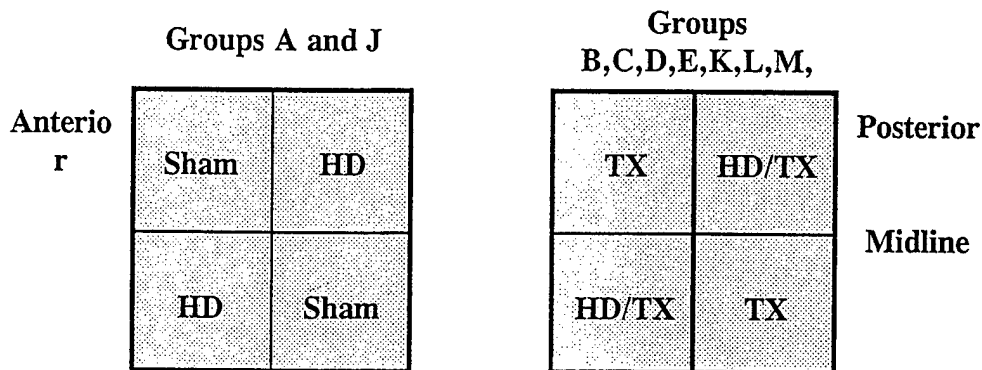 Groups A and J
Groups
B,C,D,E,K,L,M,
Anterio
r
Sham HD
HD Sham
TX HD/TX
HD/TX TX
Posterior
Midline